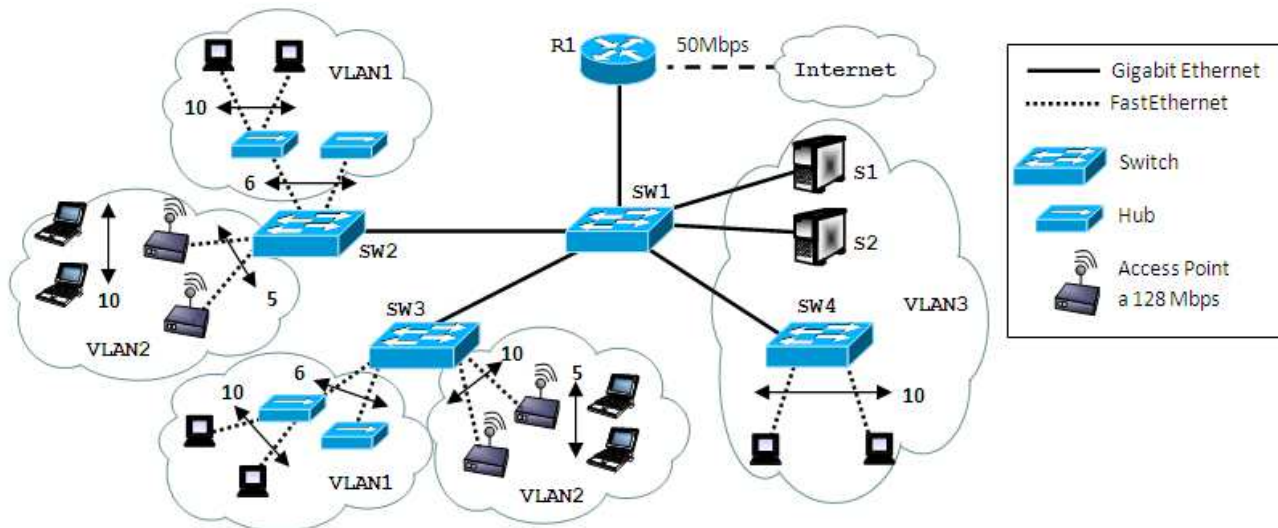 R1
50Mbps
Internet
VLAN1
10
6
Gigabit Ethernet
FastEthernet
Switch
Hub
Access Point
a 128 Mbps
S1
S2
SW1
SW2
10
5
VLAN2
SW3
SW4
VLAN3
10
6
10
VLAN1
10
5
VLAN2